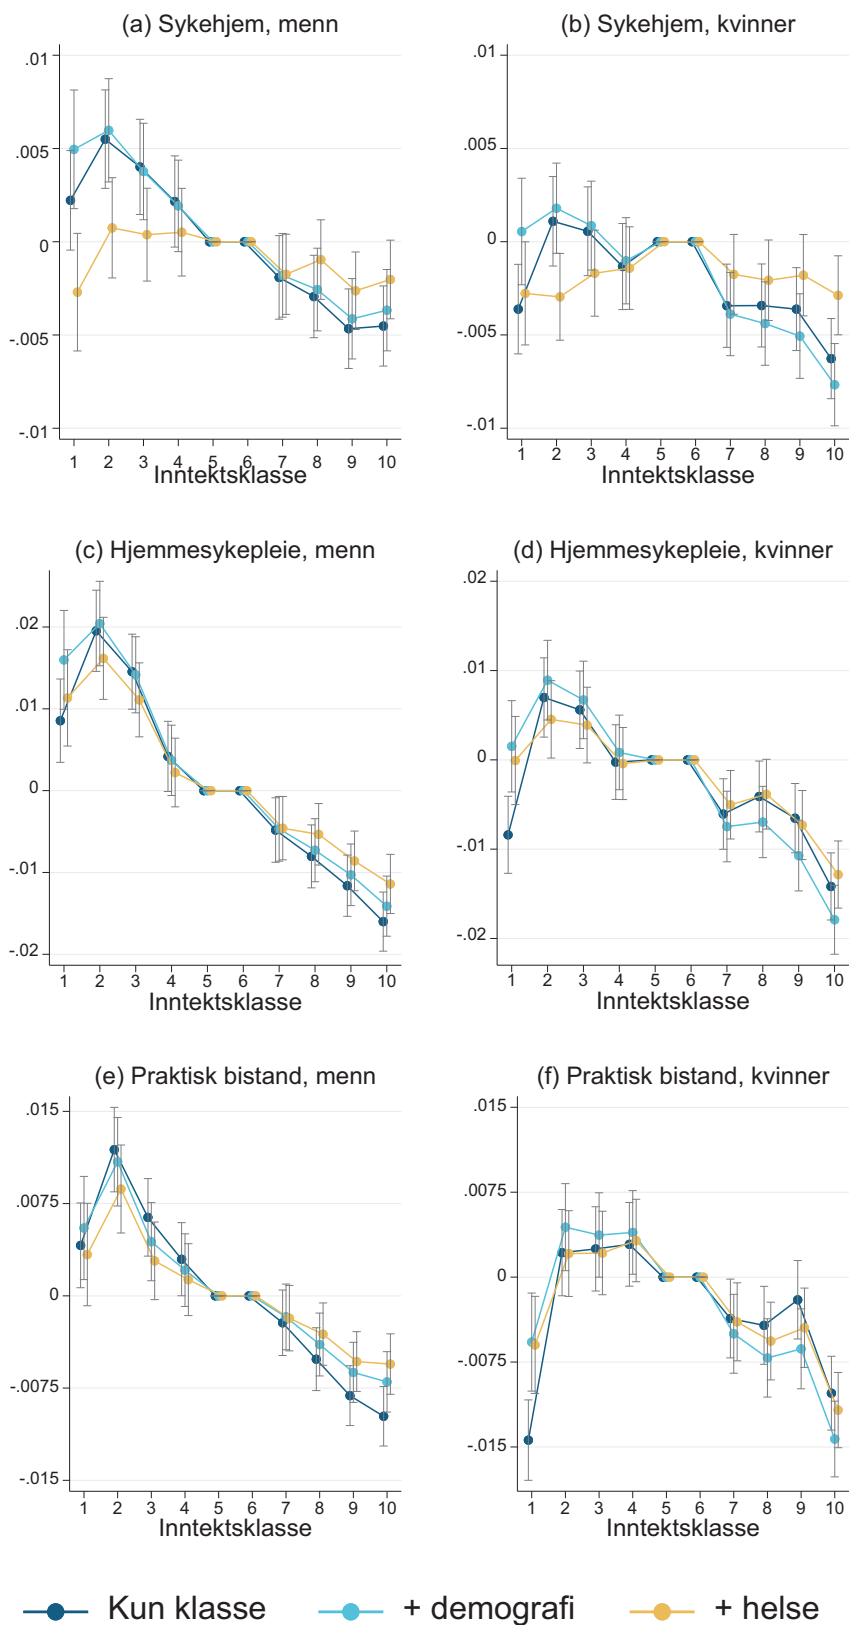 (a) Sykehjem, menn
.01
.005
0
-.005
-.01
1 2 3 4 5 6 7 8 9 10
Inntektsklasse
(b) Sykehjem, kvinner
.01
.005
0
-.005
-.01
1 2 3 4 5 6 7 8 9 10
Inntektsklasse
(c) Hjemmesykepleie, menn
.02
.01
0
-.01
-.02
1 2 3 4 5 6 7 8 9 10
Inntektsklasse
(d) Hjemmesykepleie, kvinner
.02
.01
0
-.01
-.02
1 2 3 4 5 6 7 8 9 10
Inntektsklasse
(e) Praktisk bistand, menn
.015
.0075
0
-.0075
-.015
1 2 3 4 5 6 7 8 9 10
Inntektsklasse
(f) Praktisk bistand, kvinner
.015
.0075
0
-.0075
-.015
1 2 3 4 5 6 7 8 9 10
Inntektsklasse
Kun klasse + demografi + helse